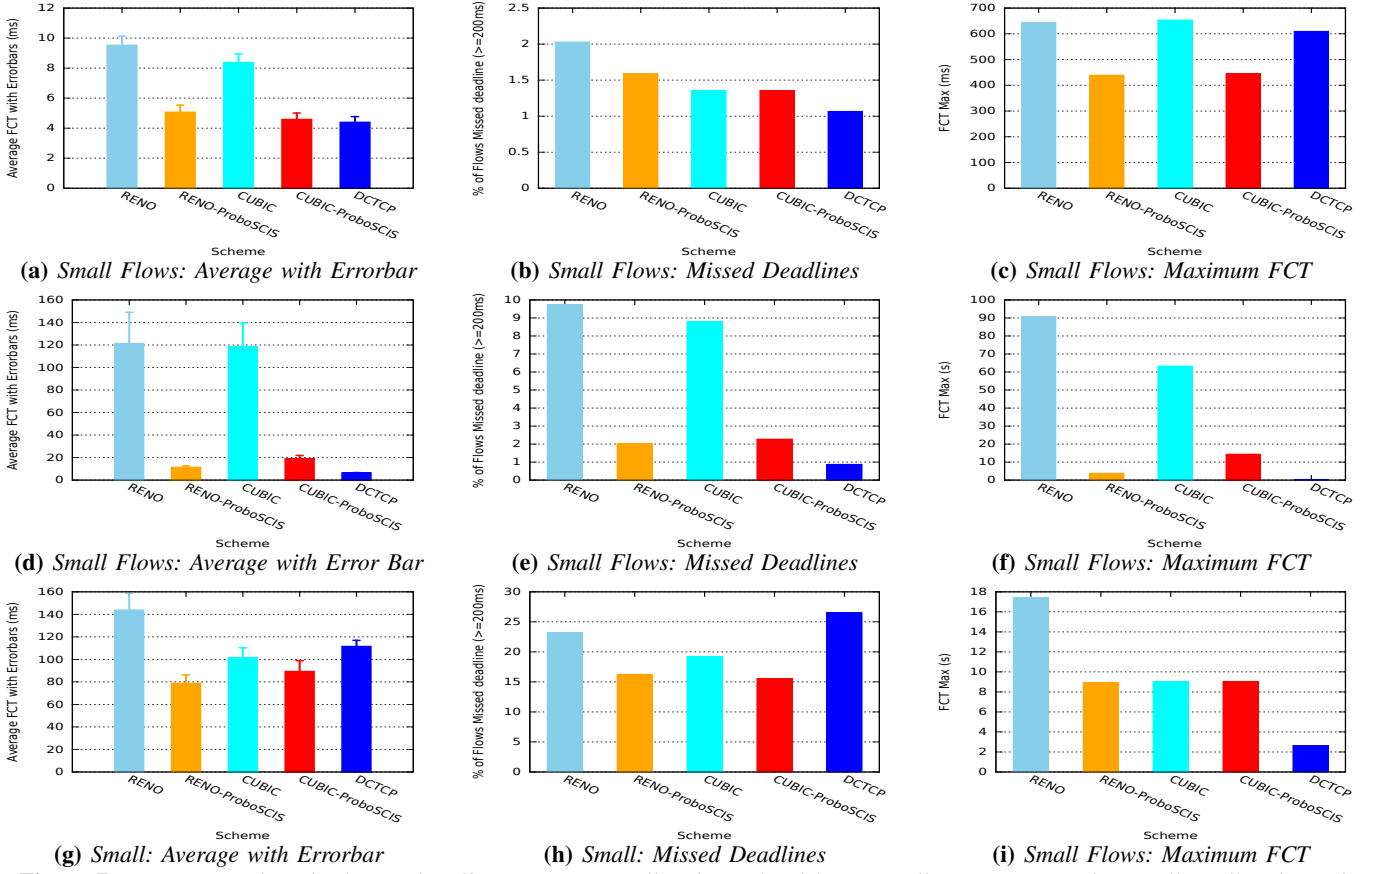 Average FCT with Errorbars (ms)
12
10
8
6
4
2
0
RENO
RENO-ProboSCIS
CUBIC
CUBIC-ProboSCIS
DCTCP
Scheme
(a) Small Flows: Average with Errorbar
% of Flows Missed deadline (>=200ms)
2.5
2
1.5
1
0.5
0
RENO
RENO-ProboSCIS
CUBIC
CUBIC-ProboSCIS
DCTCP
Scheme
(b) Small Flows: Missed Deadlines
FCT Max (ms)
700
600
500
400
300
200
100
0
RENO
RENO-ProboSCIS
CUBIC
CUBIC-ProboSCIS
DCTCP
Scheme
(c) Small Flows: Maximum FCT
Average FCT with Errorbars (ms)
160
140
120
100
80
60
40
20
0
RENO
RENO-ProboSCIS
CUBIC
CUBIC-ProboSCIS
DCTCP
Scheme
(d) Small Flows: Average with Error Bar
% of Flows Missed deadline (>=200ms)
10
9
8
7
6
5
4
3
2
1
0
RENO
RENO-ProboSCIS
CUBIC
CUBIC-ProboSCIS
DCTCP
Scheme
(e) Small Flows: Missed Deadlines
FCT Max (s)
100
90
80
70
60
50
40
30
20
10
0
RENO
RENO-ProboSCIS
CUBIC
CUBIC-ProboSCIS
DCTCP
Scheme
(f) Small Flows: Maximum FCT
Average FCT with Errorbars (ms)
160
140
120
100
80
60
40
20
0
RENO
RENO-ProboSCIS
CUBIC
CUBIC-ProboSCIS
DCTCP
Scheme
(g) Small: Average with Errorbar
% of Flows Missed deadline (>=200ms)
30
25
20
15
10
5
0
RENO
RENO-ProboSCIS
CUBIC
CUBIC-ProboSCIS
DCTCP
Scheme
(h) Small: Missed Deadlines
FCT Max (s)
18
16
14
12
10
8
6
4
2
0
RENO
RENO-ProboSCIS
CUBIC
CUBIC-ProboSCIS
DCTCP
Scheme
(i) Small Flows: Maximum FCT